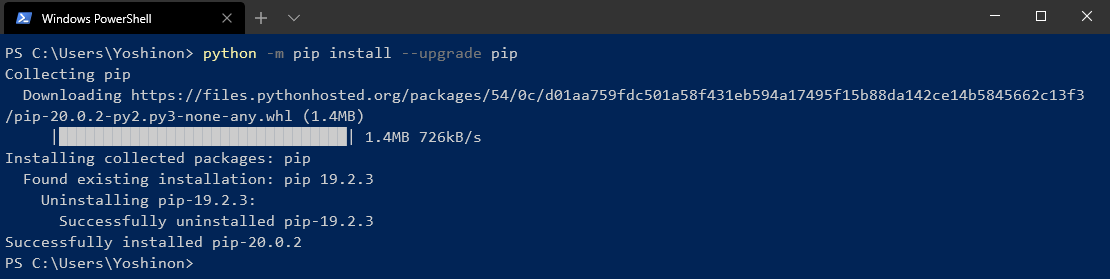 Windows PowerShell
PS C:\Users\Yoshinon> python -m pip install --upgrade pip
Collecting pip
  Downloading https://files.pythonhosted.org/packages/54/0c/d01aa759fdc501a58f431eb594a17495f15b88da142ce14b5845662c13f3
/pip-20.0.2-py2.py3-none-any.whl (1.4MB)
     |████████████████████████████████| 1.4MB 726kB/s
Installing collected packages: pip
  Found existing installation: pip 19.2.3
    Uninstalling pip-19.2.3:
      Successfully uninstalled pip-19.2.3
Successfully installed pip-20.0.2
PS C:\Users\Yoshinon>